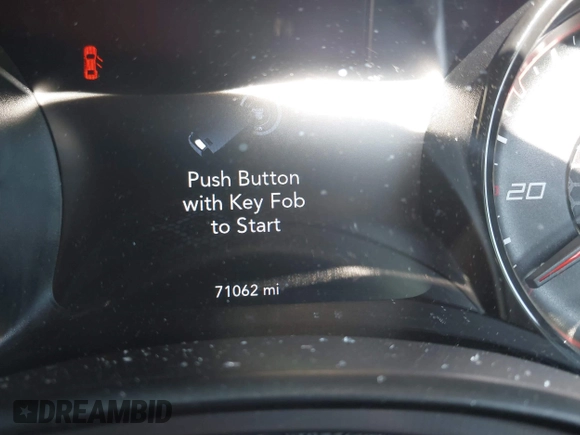 Push Button
with Key Fob
to Start
20
71062 mi
DREAMBID